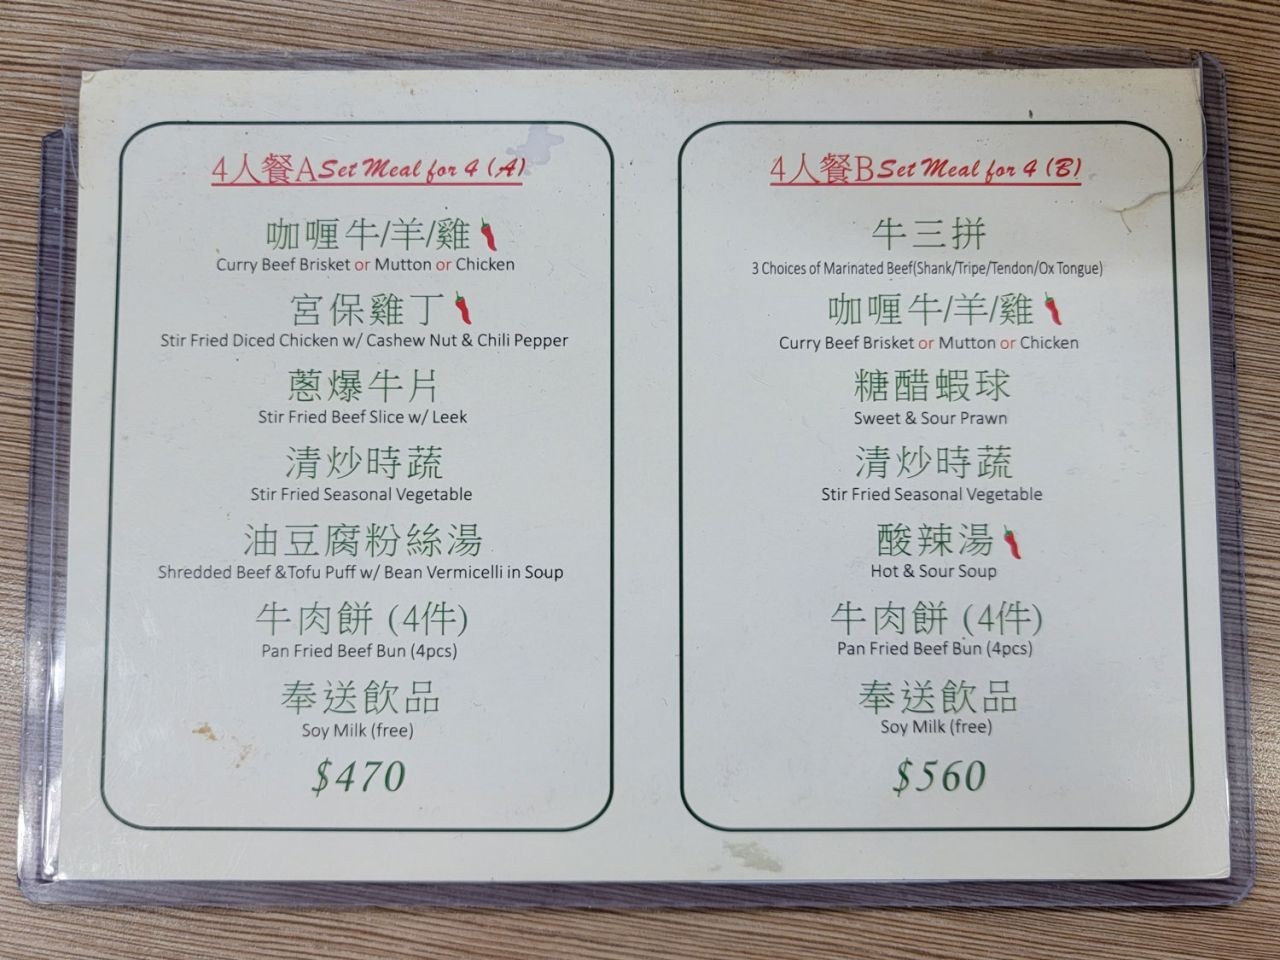 4人餐A Set Meal for 4 (A)
咖喱牛/羊/雞
Curry Beef Brisket or Mutton or Chicken
宮保雞丁
Stir Fried Diced Chicken w/ Cashew Nut & Chili Pepper
蔥爆牛片
Stir Fried Beef Slice w/ Leek
清炒時蔬
Stir Fried Seasonal Vegetable
油豆腐粉絲湯
Shredded Beef &Tofu Puff w/ Bean Vermicelli in Soup
牛肉餅 (4件)
Pan Fried Beef Bun (4pcs)
奉送飲品
Soy Milk (free)
$470
4人餐B Set Meal for 4 (B)
牛三拼
3 Choices of Marinated Beef(Shank/Tripe/Tendon/Ox Tongue)
咖喱牛/羊/雞
Curry Beef Brisket or Mutton or Chicken
糖醋蝦球
Sweet & Sour Prawn
清炒時蔬
Stir Fried Seasonal Vegetable
酸辣湯
Hot & Sour Soup
牛肉餅 (4件)
Pan Fried Beef Bun (4pcs)
奉送飲品
Soy Milk (free)
$560